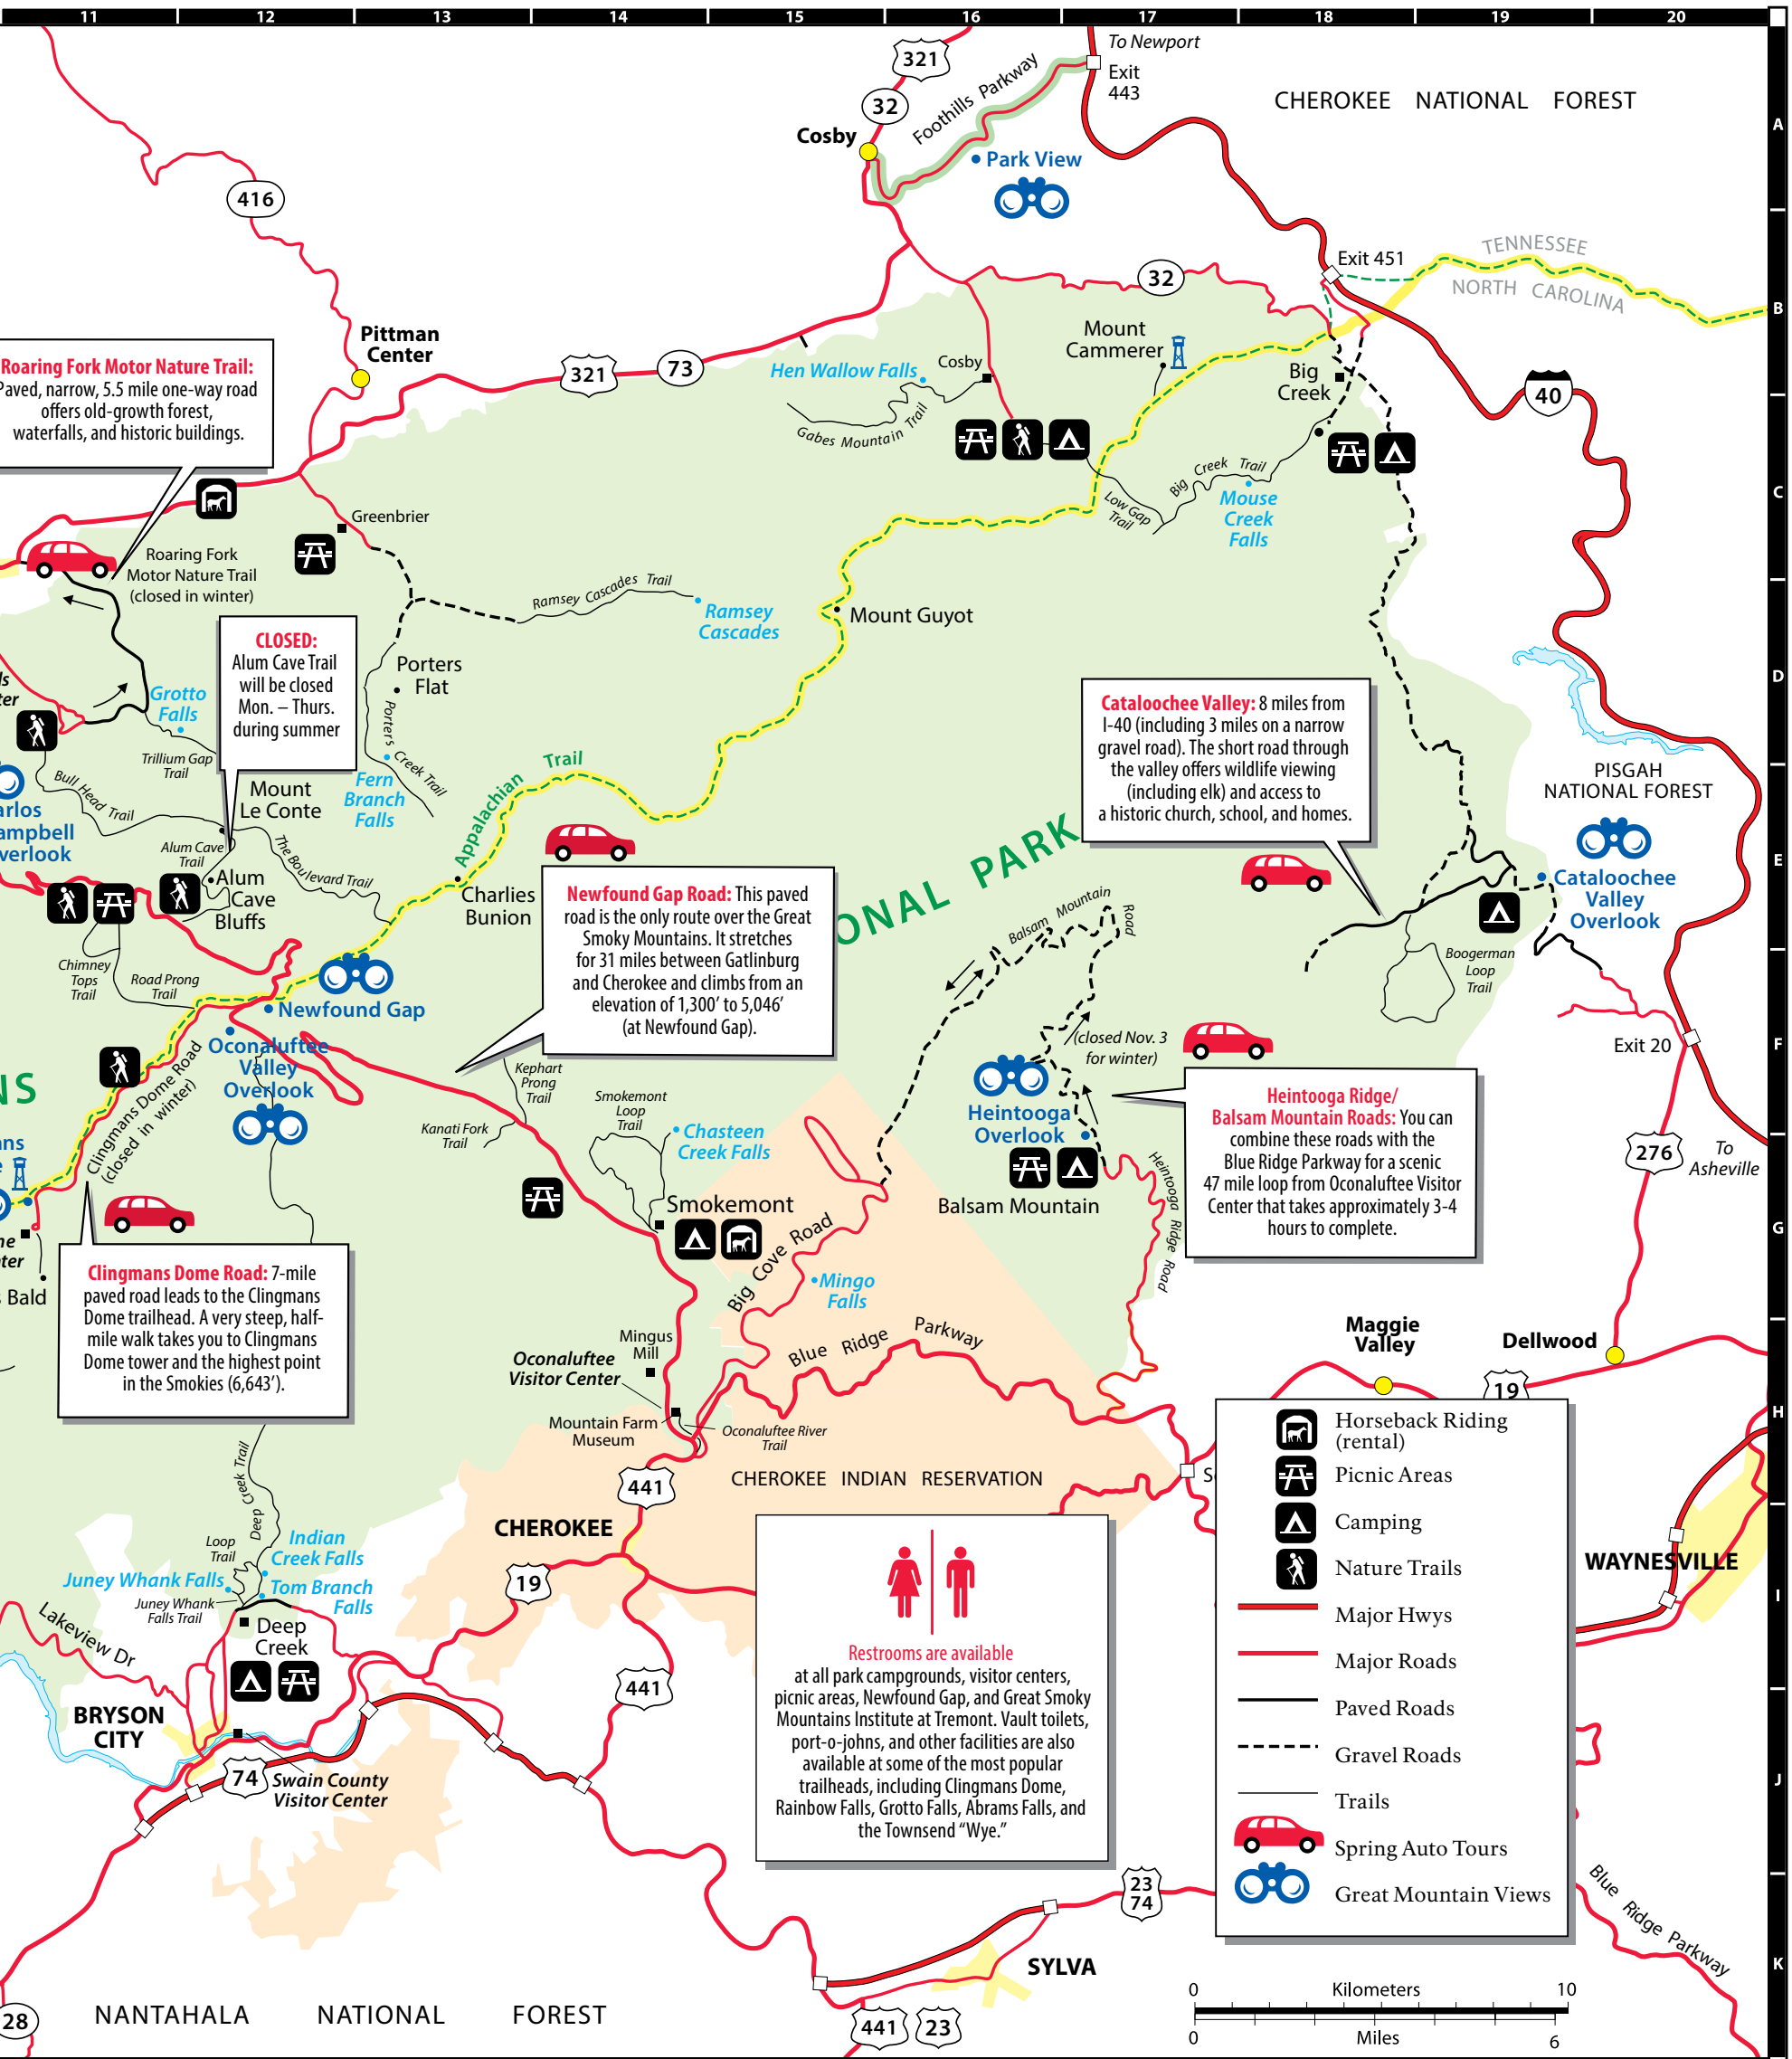 11
12
13
14
15
16
17
18
19
20
A
B
C
D
E
F
G
H
I
J
K
To Newport
Exit
443
321
32
Foothills Parkway
Cosby
Park View
CHEROKEE NATIONAL FOREST
416
Exit 451
TENNESSEE
NORTH CAROLINA
32
Pittman
Center
321
73
Mount
Cammerer
Hen Wallow Falls
Cosby
Gabes Mountain Trail
Big
Creek
40
Roaring Fork Motor Nature Trail:
Paved, narrow, 5.5 mile one-way road
offers old-growth forest,
waterfalls, and historic buildings.
Big Creek Trail
Low Gap
Trail
Mouse
Creek
Falls
Greenbrier
Roaring Fork
Motor Nature Trail
(closed in winter)
Ramsey Cascades Trail
Ramsey
Cascades
Mount Guyot
CLOSED:
Alum Cave Trail
will be closed
Mon. – Thurs.
during summer
Porters
Flat
Porters Creek Trail
Grotto
Falls
Trillium Gap
Trail
Fern
Branch
Falls
Bull Head Trail
Mount
Le Conte
Appalachian Trail
arlos
ampbell
verlook
Alum Cave
Trail
The Boulevard Trail
Alum
Cave
Bluffs
Charlies
Bunion
Cataloochee Valley: 8 miles from
I-40 (including 3 miles on a narrow
gravel road). The short road through
the valley offers wildlife viewing
(including elk) and access to
a historic church, school, and homes.
PISGAH
NATIONAL FOREST
Cataloochee
Valley
Overlook
ONAL PARK
Newfound Gap Road: This paved
road is the only route over the Great
Smoky Mountains. It stretches
for 31 miles between Gatlinburg
and Cherokee and climbs from an
elevation of 1,300′ to 5,046′
(at Newfound Gap).
Balsam Mountain Road
Boogerman
Loop
Trail
Chimney
Tops
Trail
Road Prong
Trail
Newfound Gap
Oconaluftee
Valley
Overlook
(closed Nov. 3
for winter)
Exit 20
NS
Clingmans Dome Road
(closed in winter)
Kephart
Prong
Trail
Kanati Fork
Trail
Smokemont
Loop
Trail
Chasteen
Creek Falls
Heintooga
Overlook
Balsam Mountain
Heintooga Ridge Road
Heintooga Ridge/
Balsam Mountain Roads: You can
combine these roads with the
Blue Ridge Parkway for a scenic
47 mile loop from Oconaluftee Visitor
Center that takes approximately 3-4
hours to complete.
276
To
Asheville
Smokemont
Big Cove Road
Mingo
Falls
Bald
Clingmans Dome Road: 7-mile
paved road leads to the Clingmans
Dome trailhead. A very steep, half-
mile walk takes you to Clingmans
Dome tower and the highest point
in the Smokies (6,643′).
Mingus
Mill
Oconaluftee
Visitor Center
Blue Ridge Parkway
Mountain Farm
Museum
Oconaluftee River
Trail
Maggie
Valley
Dellwood
19
441
CHEROKEE INDIAN RESERVATION
CHEROKEE
19
Deep Creek Trail
Loop
Trail
Indian
Creek Falls
Juney Whank Falls
Tom Branch
Falls
Juney Whank
Falls Trail
Lakeview Dr
Deep
Creek
BRYSON
CITY
74
Swain County
Visitor Center
441
Restrooms are available
at all park campgrounds, visitor centers,
picnic areas, Newfound Gap, and Great Smoky
Mountains Institute at Tremont. Vault toilets,
port-o-johns, and other facilities are also
available at some of the most popular
trailheads, including Clingmans Dome,
Rainbow Falls, Grotto Falls, Abrams Falls, and
the Townsend “Wye.”
Horseback Riding
(rental)
Picnic Areas
Camping
Nature Trails
Major Hwys
Major Roads
Paved Roads
Gravel Roads
Trails
Spring Auto Tours
Great Mountain Views
WAYNESVILLE
23
74
SYLVA
Blue Ridge Parkway
441
23
28
NANTAHALA NATIONAL FOREST
0 Kilometers 10
0 Miles 6